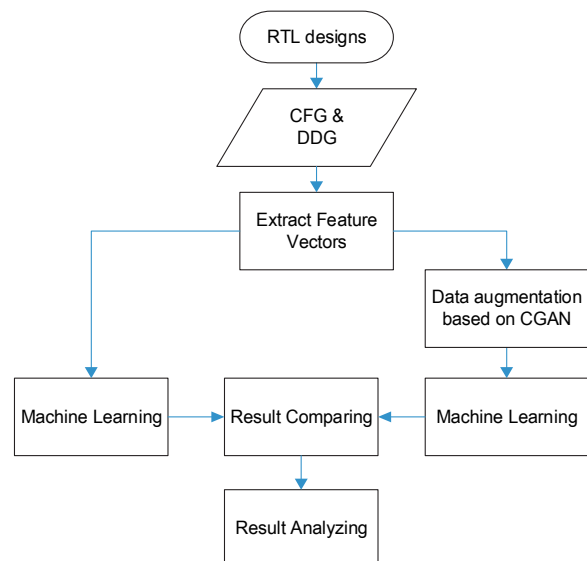 RTL designs
CFG &
DDG
Extract Feature
Vectors
Data augmentation
based on CGAN
Machine Learning
Result Comparing
Machine Learning
Result Analyzing